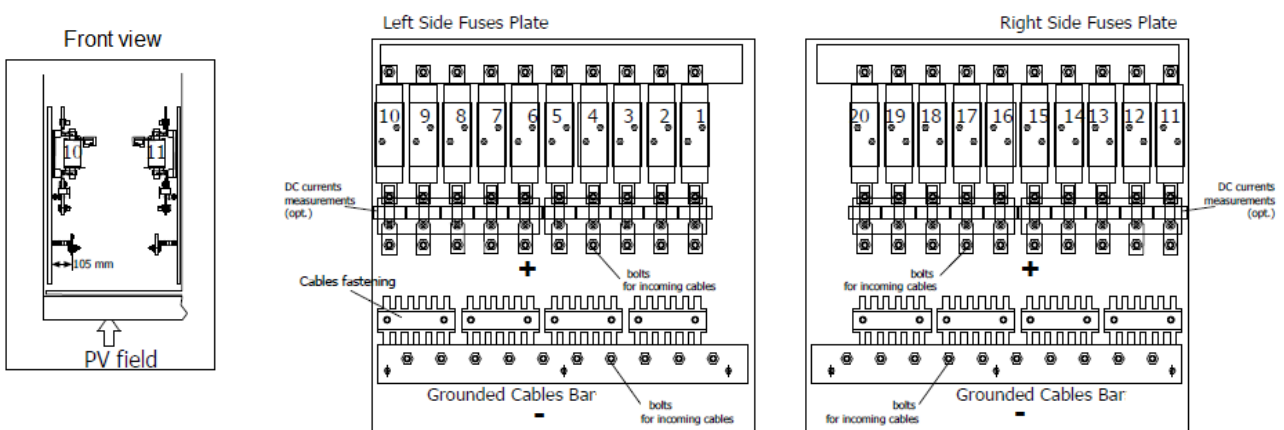 Front view
10
11
105 mm
PV field
Left Side Fuses Plate
10 9 8 7 6 5 4 3 2 1
DC currents
measurements
(opt.)
+
bolts
for incoming cables
Cables fastening
Grounded Cables Bar
-
bolts
for incoming cables
Right Side Fuses Plate
20 19 18 17 16 15 14 13 12 11
DC currents
measurements
(opt.)
+
bolts
for incoming cables
Grounded Cables Bar
-
bolts
for incoming cables